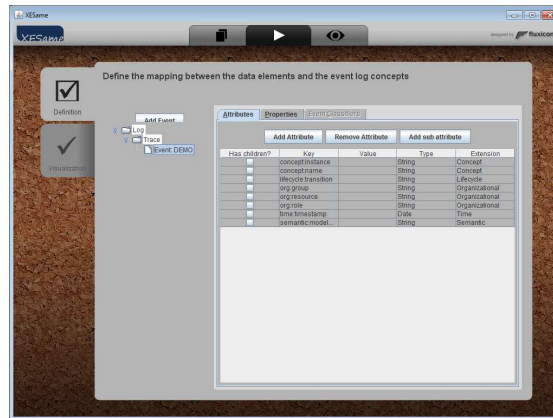 XESame
XESame
designed by fluxicon
Define the mapping between the data elements and the event log concepts
Definition
Visualization
Add Event
Log
Trace
Event: DEMO
Attributes Properties Event Classifiers
Add Attribute Remove Attribute Add sub attribute
Has children? Key Value Type Extension
concept:instance String Concept
concept:name String Concept
lifecycle:transition String Lifecycle
org:group String Organizational
org:resource String Organizational
org:role String Organizational
time:timestamp Date Time
semantic:model... String Semantic